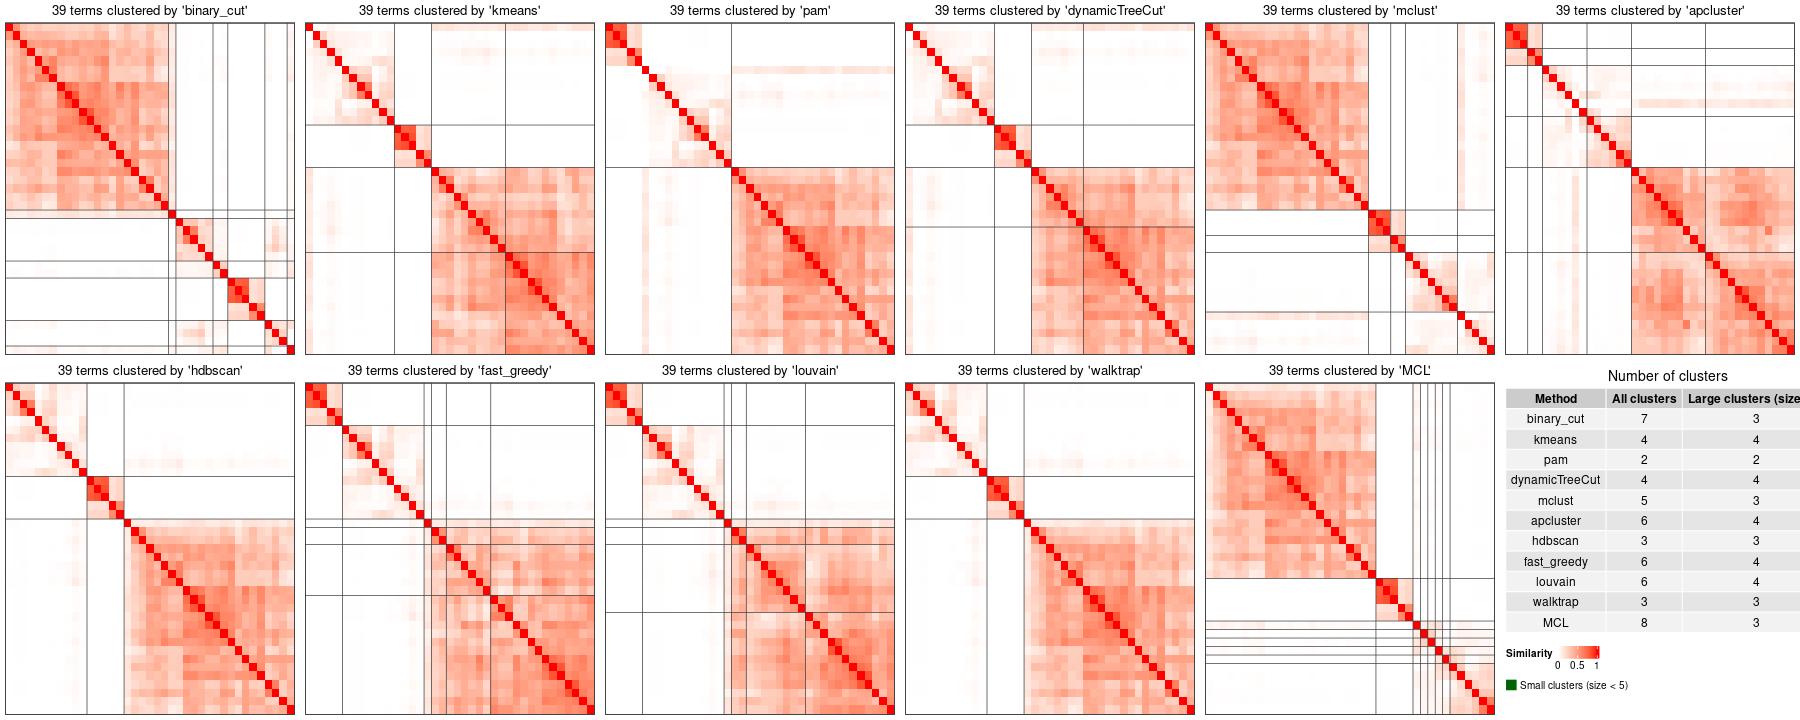 39 terms clustered by 'binary_cut'
39 terms clustered by 'kmeans'
39 terms clustered by 'pam'
39 terms clustered by 'dynamicTreeCut'
39 terms clustered by 'mclust'
39 terms clustered by 'apcluster'
39 terms clustered by 'hdbscan'
39 terms clustered by 'fast_greedy'
39 terms clustered by 'louvain'
39 terms clustered by 'walktrap'
39 terms clustered by 'MCL'
Number of clusters
Method All clusters Large clusters (size
binary_cut 7 3
kmeans 4 4
pam 2 2
dynamicTreeCut 4 4
mclust 5 3
apcluster 6 4
hdbscan 3 3
fast_greedy 6 4
louvain 6 4
walktrap 3 3
MCL 8 3
Similarity
0 0.5 1
Small clusters (size < 5)